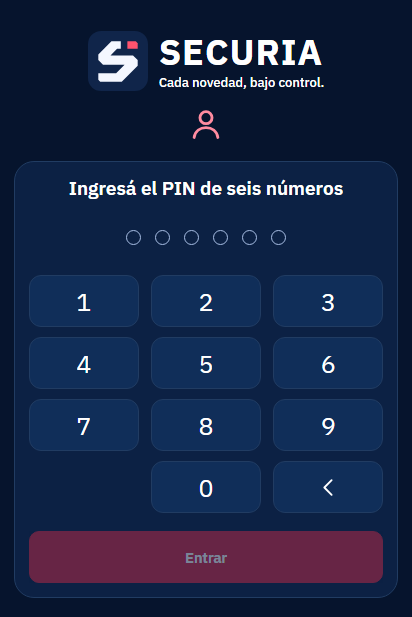 SECURIA
Cada novedad, bajo control.
Ingresá el PIN de seis números
1 2 3
4 5 6
7 8 9
0
Entrar